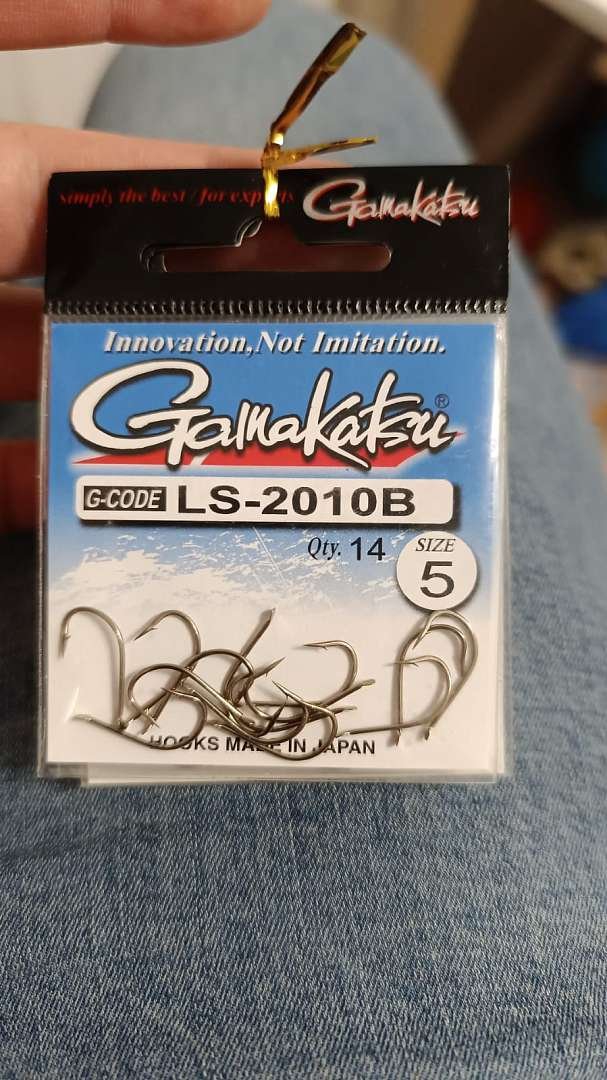 simply the best / for experts
Gamakatsu
Innovation, Not Imitation.
Gamakatsu®
G-CODE LS-2010B
Qty. 14
SIZE
5
HOOKS MADE IN JAPAN